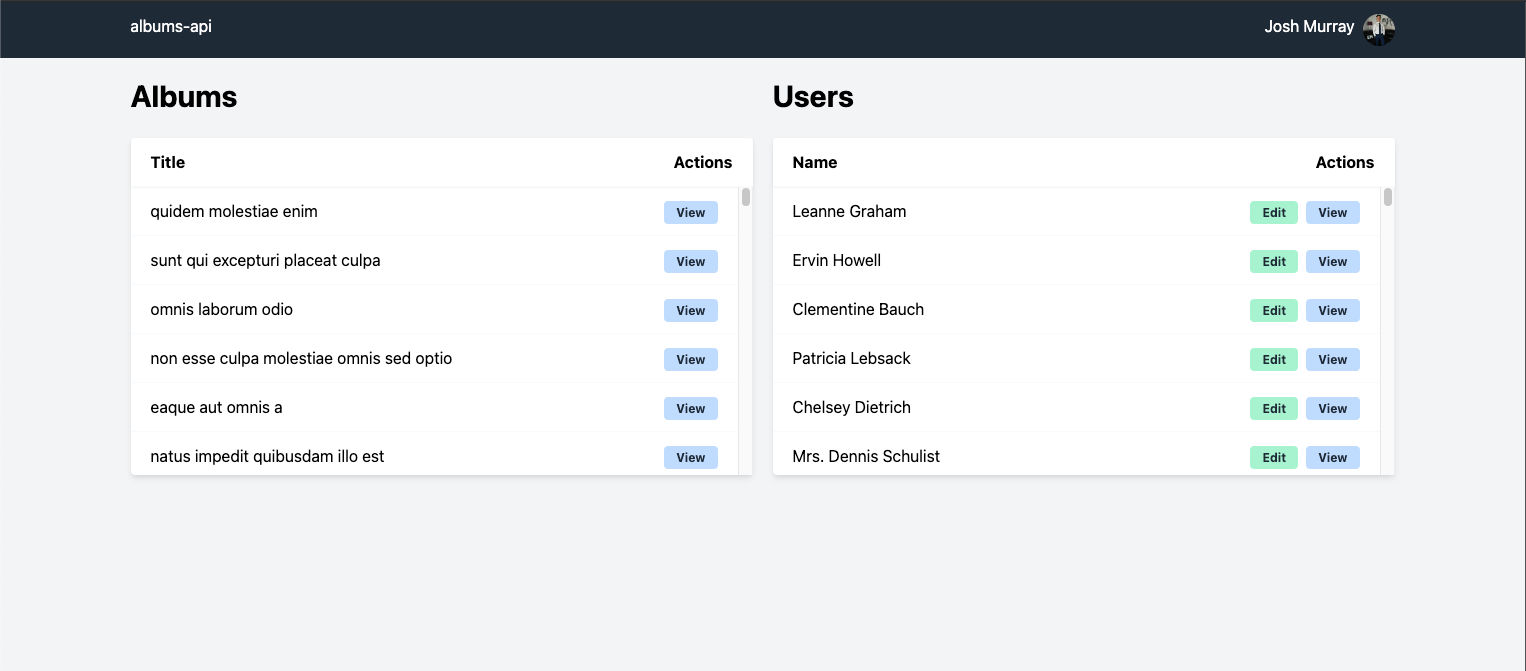 albums-api
Josh Murray
Albums
Title Actions
quidem molestiae enim View
sunt qui excepturi placeat culpa View
omnis laborum odio View
non esse culpa molestiae omnis sed optio View
eaque aut omnis a View
natus impedit quibusdam illo est View
Users
Name Actions
Leanne Graham Edit View
Ervin Howell Edit View
Clementine Bauch Edit View
Patricia Lebsack Edit View
Chelsey Dietrich Edit View
Mrs. Dennis Schulist Edit View